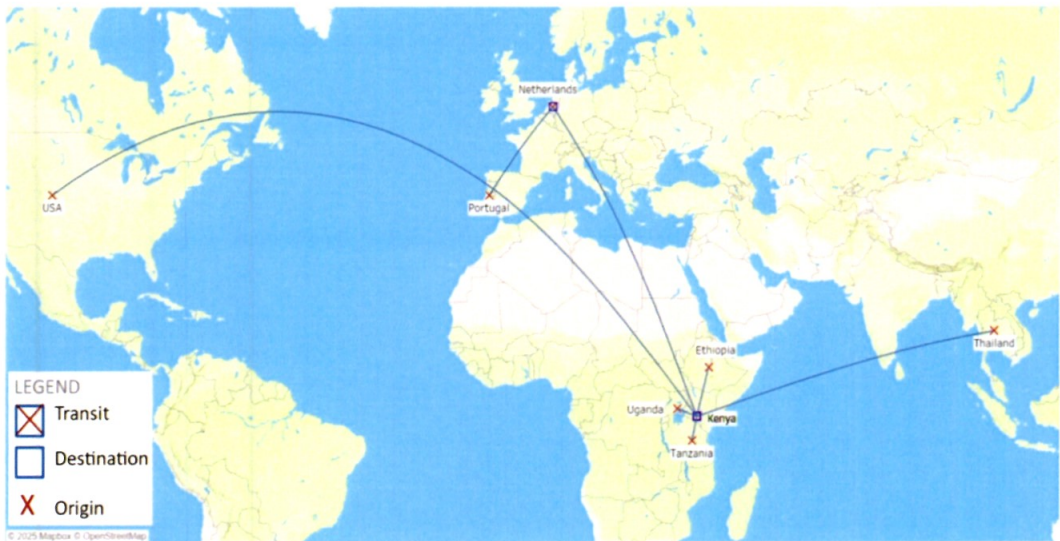 Netherlands
USA
Portugal
Ethiopia
Thailand
Uganda
Kenya
Tanzania
LEGEND
Transit
Destination
X Origin
© 2025 Mapbox © OpenStreetMap